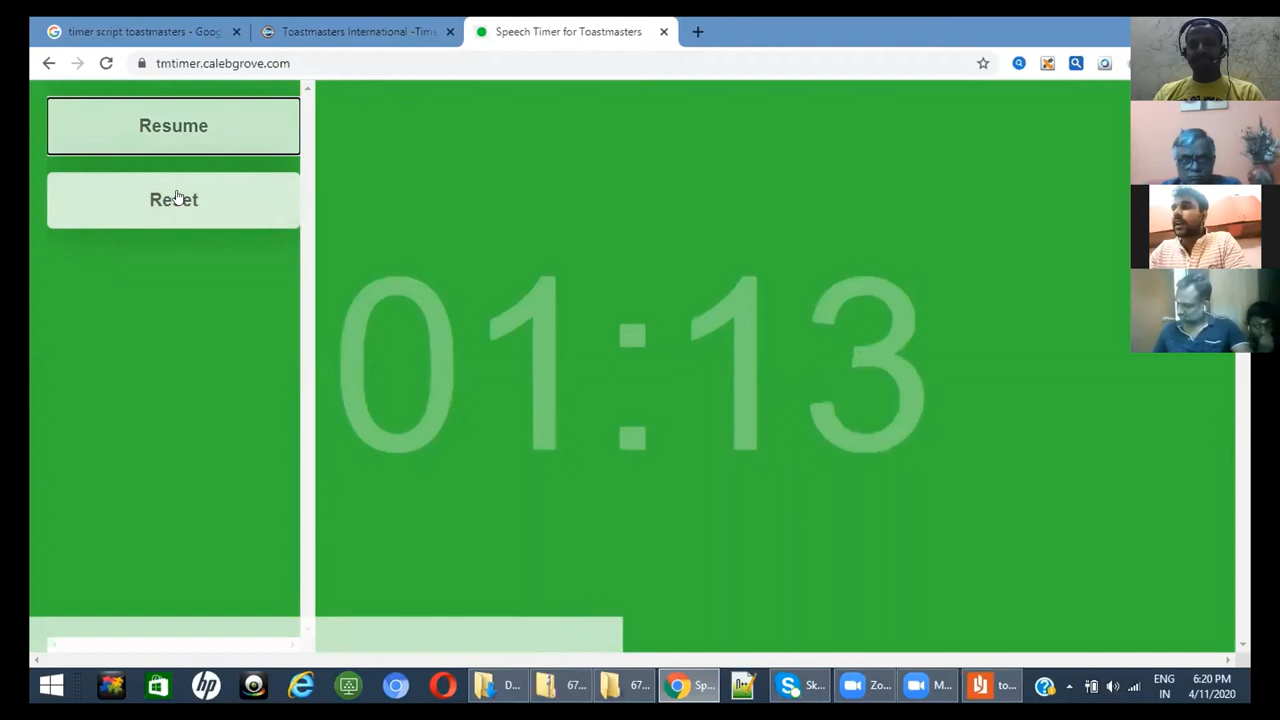 timer script toastmasters - Goog
Toastmasters International -Time
Speech Timer for Toastmasters
tmtimer.calebgrove.com
Resume
Reset
01:13
D...
67...
67...
Sp...
Sk...
Zo...
M...
to...
ENG
IN
6:20 PM
4/11/2020